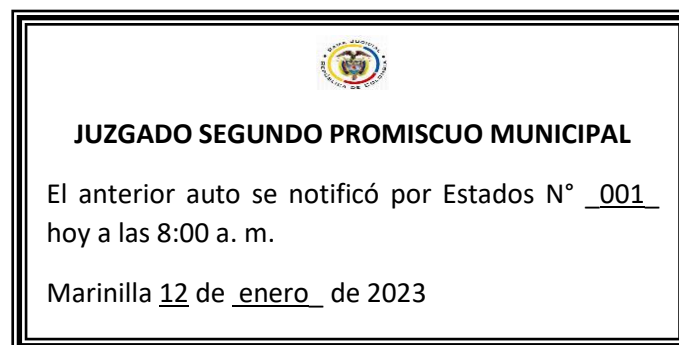 JUZGADO SEGUNDO PROMISCUO MUNICIPAL
El anterior auto se notificó por Estados N° _001_
hoy a las 8:00 a. m.
Marinilla 12 de _enero_ de 2023